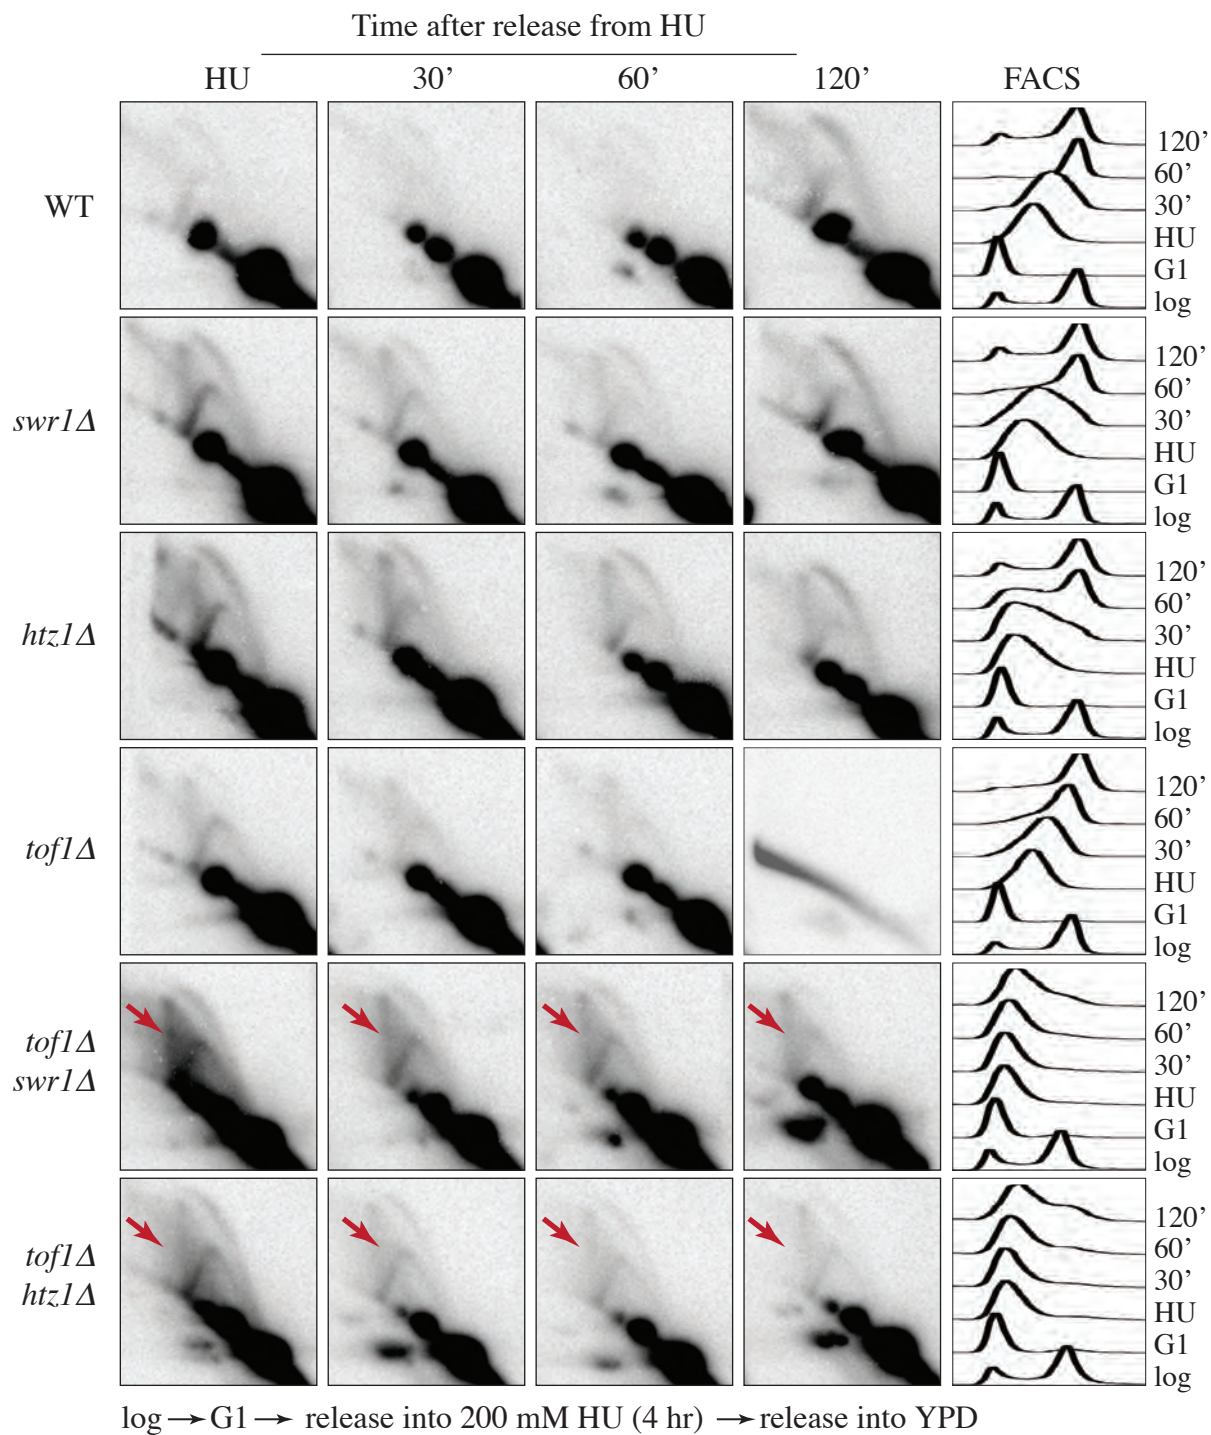 Time after release from HU
HU 30’ 60’ 120’ FACS
WT
120’
60’
30’
HU
G1
log
swr1Δ
120’
60’
30’
HU
G1
log
htz1Δ
120’
60’
30’
HU
G1
log
tof1Δ
120’
60’
30’
HU
G1
log
tof1Δ
swr1Δ
120’
60’
30’
HU
G1
log
tof1Δ
htz1Δ
120’
60’
30’
HU
G1
log
log → G1 → release into 200 mM HU (4 hr) → release into YPD